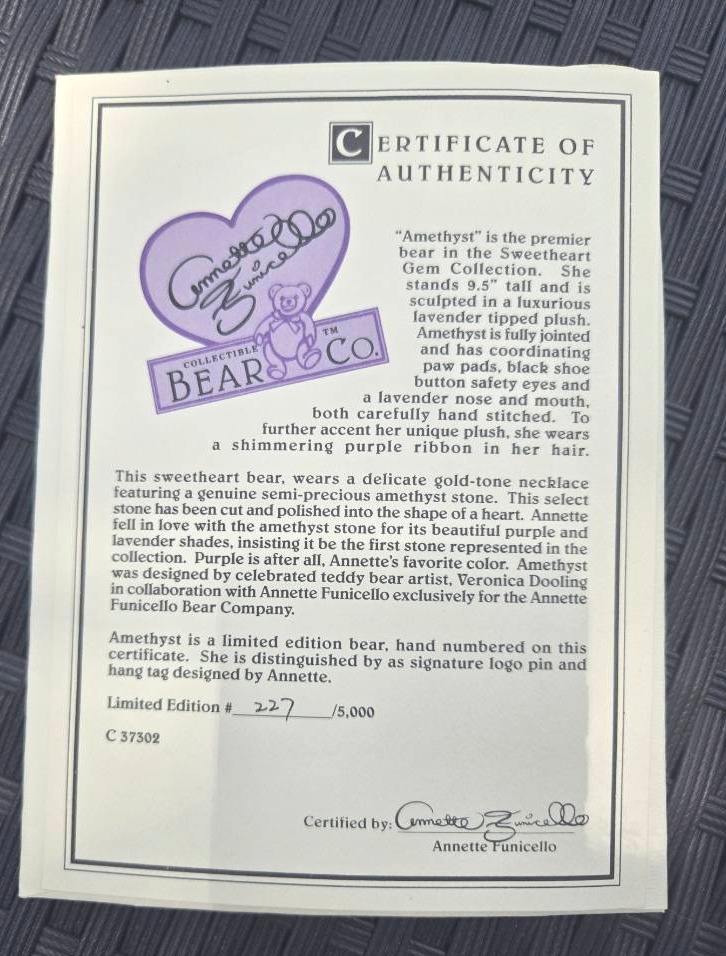 CERTIFICATE OF
AUTHENTICITY
Annette
Funicello
COLLECTIBLE
BEAR CO.™
"Amethyst" is the premier
bear in the Sweetheart
Gem Collection. She
stands 9.5" tall and is
sculpted in a luxurious
lavender tipped plush.
Amethyst is fully jointed
and has coordinating
paw pads, black shoe
button safety eyes and
a lavender nose and mouth,
both carefully hand stitched. To
further accent her unique plush, she wears
a shimmering purple ribbon in her hair.
This sweetheart bear, wears a delicate gold-tone necklace
featuring a genuine semi-precious amethyst stone. This select
stone has been cut and polished into the shape of a heart. Annette
fell in love with the amethyst stone for its beautiful purple and
lavender shades, insisting it be the first stone represented in the
collection. Purple is after all, Annette's favorite color. Amethyst
was designed by celebrated teddy bear artist, Veronica Dooling
in collaboration with Annette Funicello exclusively for the Annette
Funicello Bear Company.
Amethyst is a limited edition bear, hand numbered on this
certificate. She is distinguished by as signature logo pin and
hang tag designed by Annette.
Limited Edition # 227 /5,000
C 37302
Certified by: Annette Funicello
Annette Funicello